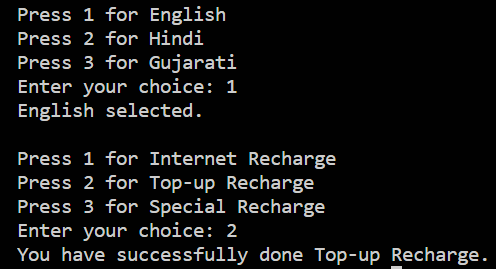 Press 1 for English
Press 2 for Hindi
Press 3 for Gujarati
Enter your choice: 1
English selected.

Press 1 for Internet Recharge
Press 2 for Top-up Recharge
Press 3 for Special Recharge
Enter your choice: 2
You have successfully done Top-up Recharge.